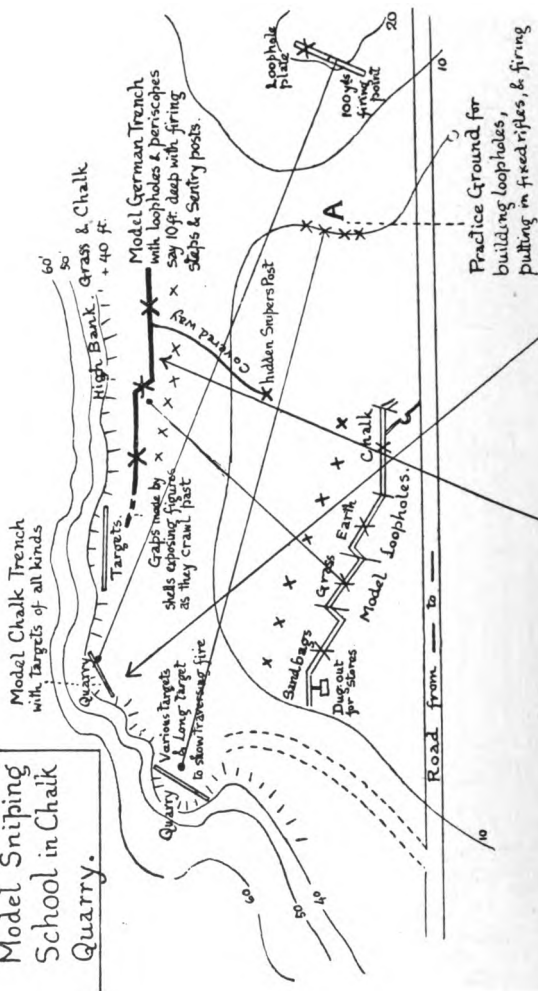 Model Sniping
School in Chalk
Quarry.
Model Chalk Trench
with Targets of all kinds
60'
50'
High Bank. Grass & Chalk
+ 40 ft.
Model German Trench
with loopholes & periscopes
say 10 ft. deep with firing
steps & Sentry posts.
Targets.
Gaps made by
shells exposing figures
as they crawl past
Covered way
hidden Snipers Post
Quarry
Various Targets
& Long Target
to show Traversing fire
Quarry
60'
50'
40'
Loophole
plate
20
10
100 yds
firing
point
A
Practice Ground for
building loopholes,
putting in fixed rifles, & firing
Sandbags
Grass
Earth
Chalk
Model Loopholes.
Dug-out
for Stores
10
Road from — to —